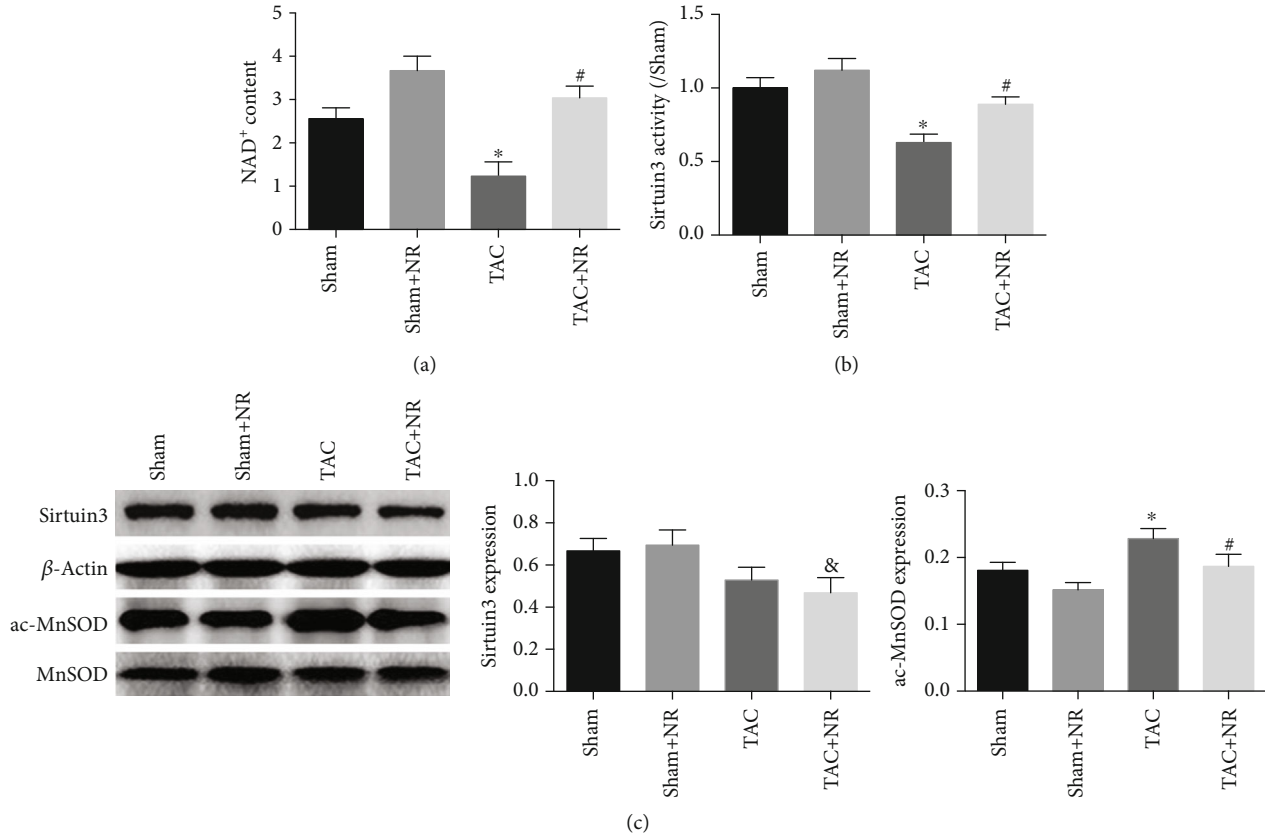 NAD+ content
5
4
3
2
1
0
*
#
Sham
Sham+NR
TAC
TAC+NR
(a)
Sirtuin3 activity (/Sham)
1.5
1.0
0.5
0.0
*
#
Sham
Sham+NR
TAC
TAC+NR
(b)
Sham
Sham+NR
TAC
TAC+NR
Sirtuin3
β-Actin
ac-MnSOD
MnSOD
Sirtuin3 expression
1.0
0.8
0.6
0.4
0.2
0.0
&
Sham
Sham+NR
TAC
TAC+NR
ac-MnSOD expression
0.3
0.2
0.1
0.0
*
#
Sham
Sham+NR
TAC
TAC+NR
(c)